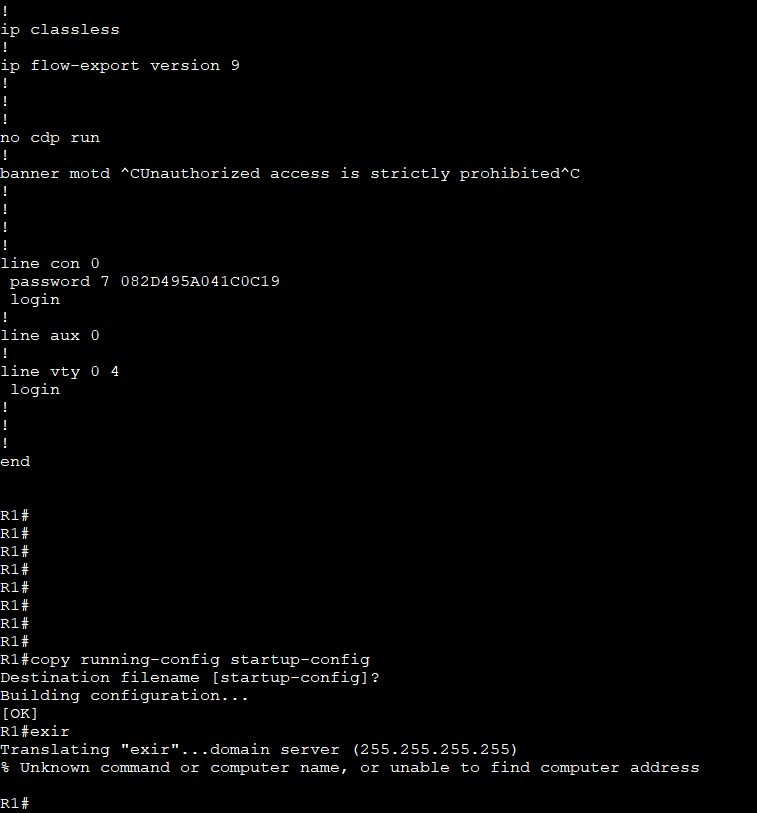 !
ip classless
!
ip flow-export version 9
!
!
!
no cdp run
!
banner motd ^CUnauthorized access is strictly prohibited^C
!
!
!
!
line con 0
 password 7 082D495A041C0C19
 login
!
line aux 0
!
line vty 0 4
 login
!
!
!
end
R1#
R1#
R1#
R1#
R1#
R1#
R1#
R1#
R1#copy running-config startup-config
Destination filename [startup-config]?
Building configuration...
[OK]
R1#exir
Translating "exir"...domain server (255.255.255.255)
% Unknown command or computer name, or unable to find computer address
R1#